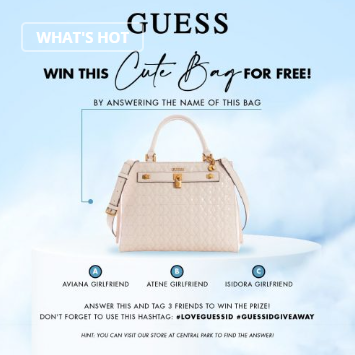 GUESS
WHAT'S HOT
WIN THIS Cute Bag FOR FREE!
BY ANSWERING THE NAME OF THIS BAG
A B C
AVIANA GIRLFRIEND ATENE GIRLFRIEND ISIDORA GIRLFRIEND
ANSWER THIS AND TAG 3 FRIENDS TO WIN THE PRIZE!
DON'T FORGET TO USE THIS HASHTAG: #LOVEGUESSID #GUESSIDGIVEAWAY
HINT: YOU CAN VISIT OUR STORE AT CENTRAL PARK TO FIND THE ANSWER!